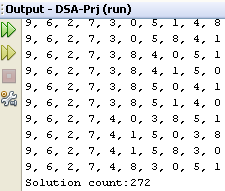 Output - DSA-Prj (run)
9, 6, 2, 7, 3, 0, 5, 1, 4, 8
9, 6, 2, 7, 3, 0, 5, 8, 4, 1
9, 6, 2, 7, 3, 8, 4, 0, 5, 1
9, 6, 2, 7, 3, 8, 4, 1, 5, 0
9, 6, 2, 7, 3, 8, 5, 0, 4, 1
9, 6, 2, 7, 3, 8, 5, 1, 4, 0
9, 6, 2, 7, 4, 0, 3, 8, 5, 1
9, 6, 2, 7, 4, 1, 5, 0, 3, 8
9, 6, 2, 7, 4, 1, 5, 8, 3, 0
9, 6, 2, 7, 4, 8, 3, 0, 5, 1
Solution count:272